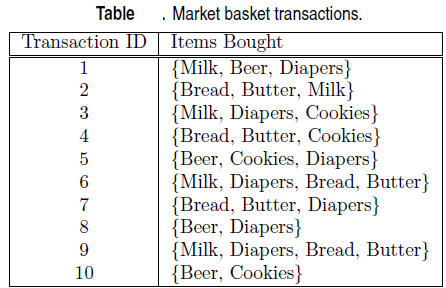 Table . Market basket transactions.
Transaction ID Items Bought
1 {Milk, Beer, Diapers}
2 {Bread, Butter, Milk}
3 {Milk, Diapers, Cookies}
4 {Bread, Butter, Cookies}
5 {Beer, Cookies, Diapers}
6 {Milk, Diapers, Bread, Butter}
7 {Bread, Butter, Diapers}
8 {Beer, Diapers}
9 {Milk, Diapers, Bread, Butter}
10 {Beer, Cookies}